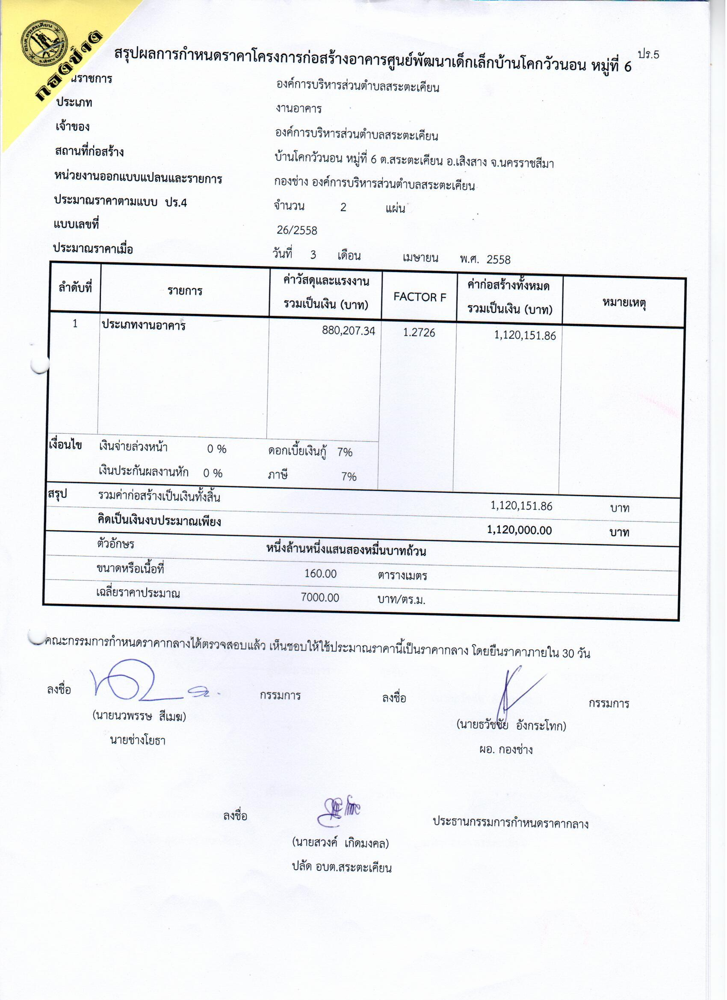 ปร.5
สรุปผลการกำหนดราคาโครงการก่อสร้างอาคารศูนย์พัฒนาเด็กเล็กบ้านโคกวัวนอน หมู่ที่ 6
กองช่าง
นราชการ องค์การบริหารส่วนตำบลสระตะเคียน
ประเภท งานอาคาร
เจ้าของ องค์การบริหารส่วนตำบลสระตะเคียน
สถานที่ก่อสร้าง บ้านโคกวัวนอน หมู่ที่ 6 ต.สระตะเคียน อ.เสิงสาง จ.นครราชสีมา
หน่วยงานออกแบบแปลนและรายการ กองช่าง องค์การบริหารส่วนตำบลสระตะเคียน
ประมาณราคาตามแบบ ปร.4 จำนวน 2 แผ่น
แบบเลขที่ 26/2558
ประมาณราคาเมื่อ วันที่ 3 เดือน เมษายน พ.ศ. 2558
ลำดับที่ รายการ ค่าวัสดุและแรงงาน รวมเป็นเงิน (บาท) FACTOR F ค่าก่อสร้างทั้งหมด รวมเป็นเงิน (บาท) หมายเหตุ
1 ประเภทงานอาคาร 880,207.34 1.2726 1,120,151.86
เงื่อนไข เงินจ่ายล่วงหน้า 0 % ดอกเบี้ยเงินกู้ 7%
เงินประกันผลงานหัก 0 % ภาษี 7%
สรุป รวมค่าก่อสร้างเป็นเงินทั้งสิ้น 1,120,151.86 บาท
คิดเป็นเงินงบประมาณเพียง 1,120,000.00 บาท
ตัวอักษร หนึ่งล้านหนึ่งแสนสองหมื่นบาทถ้วน
ขนาดหรือเนื้อที่ 160.00 ตารางเมตร
เฉลี่ยราคาประมาณ 7000.00 บาท/ตร.ม.
คณะกรรมการกำหนดราคากลางได้ตรวจสอบแล้ว เห็นชอบให้ใช้ประมาณราคานี้เป็นราคากลาง โดยยืนราคาภายใน 30 วัน
ลงชื่อ กรรมการ ลงชื่อ กรรมการ
(นายนวพรรษ สีเมฆ) (นายธวัชชัย อังกระโทก)
นายช่างโยธา ผอ. กองช่าง
ลงชื่อ ประธานกรรมการกำหนดราคากลาง
(นายสวงค์ เกิดมงคล)
ปลัด อบต.สระตะเคียน